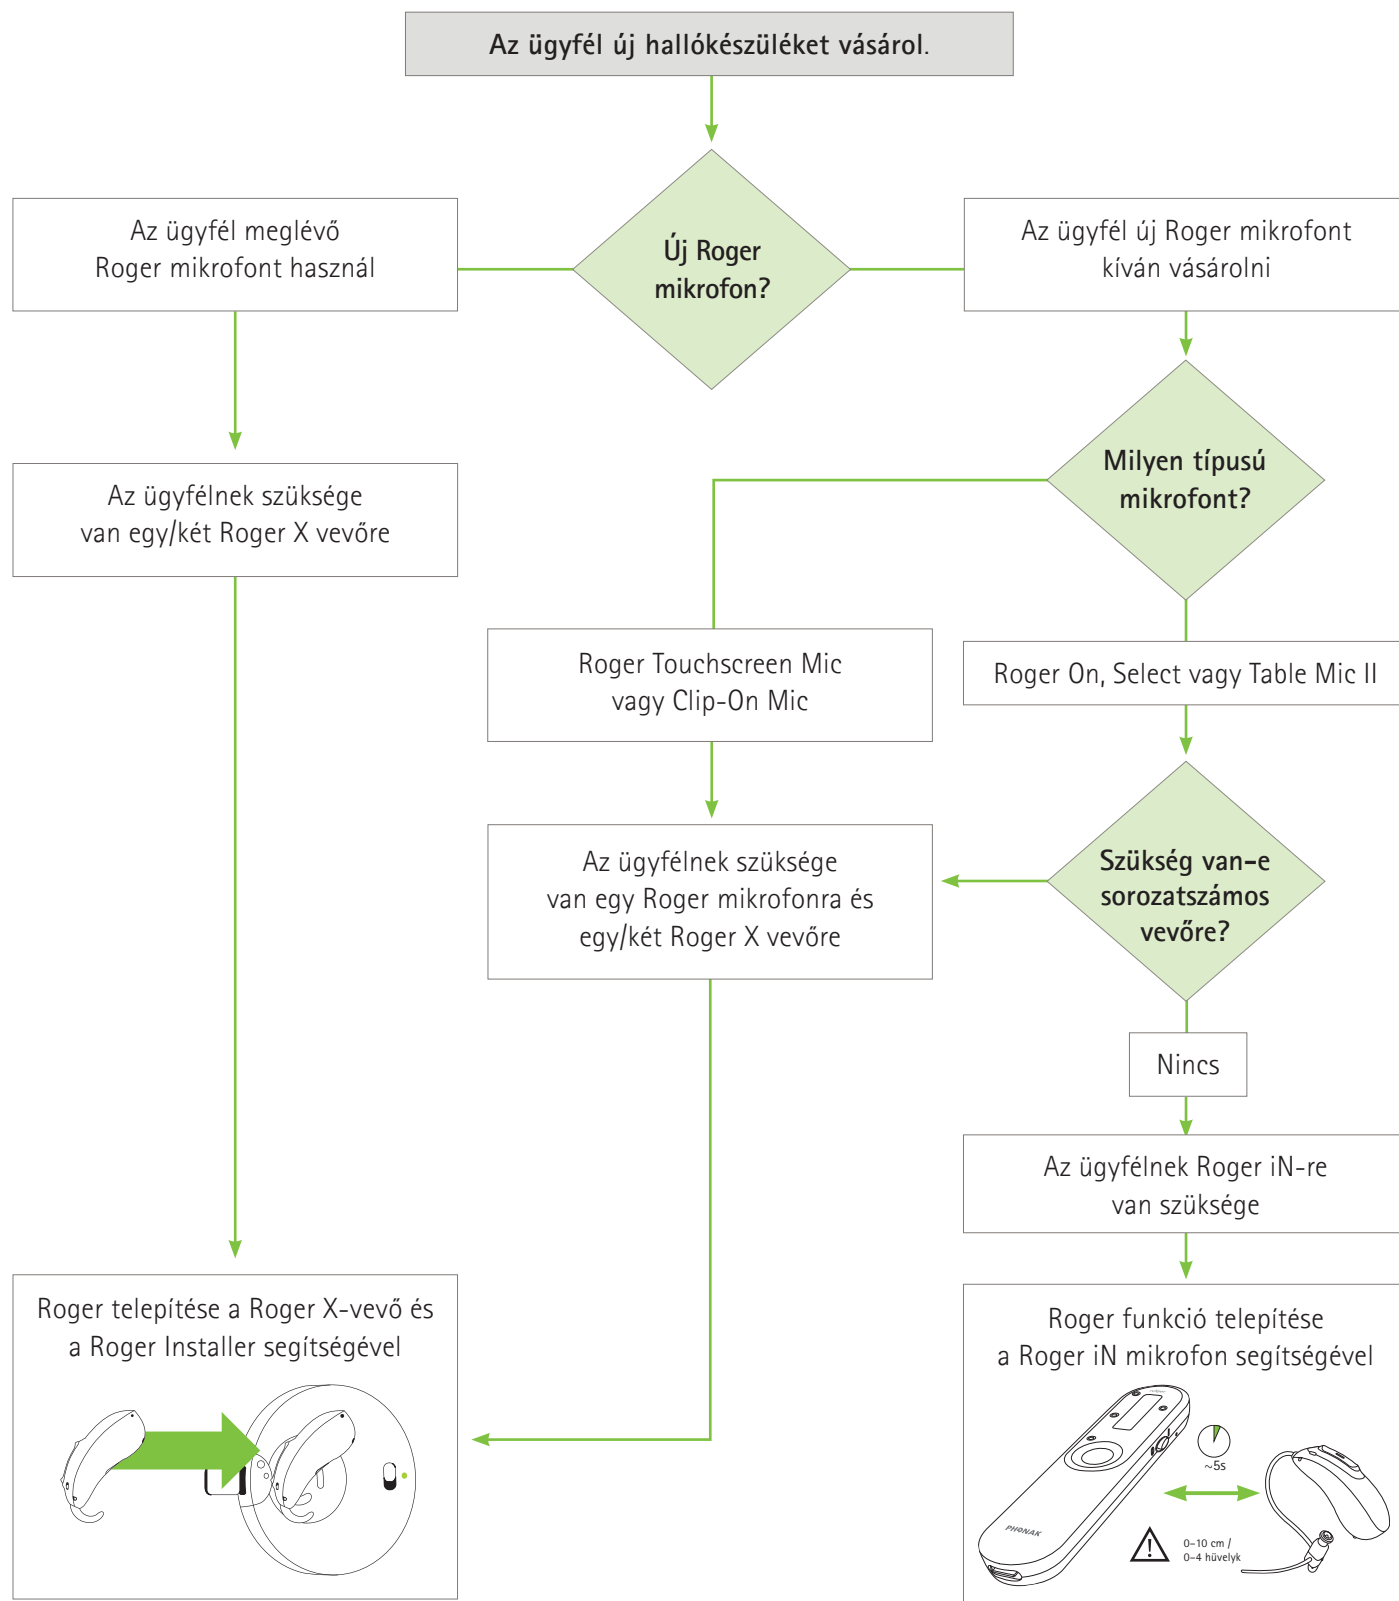 Az ügyfél új hallókészüléket vásárol.
Új Roger
mikrofon?
Az ügyfél meglévő
Roger mikrofont használ
Az ügyfél új Roger mikrofont
kíván vásárolni
Az ügyfélnek szüksége
van egy/két Roger X vevőre
Milyen típusú
mikrofont?
Roger Touchscreen Mic
vagy Clip-On Mic
Roger On, Select vagy Table Mic II
Az ügyfélnek szüksége
van egy Roger mikrofonra és
egy/két Roger X vevőre
Szükség van-e
sorozatszámos
vevőre?
Nincs
Az ügyfélnek Roger iN-re
van szüksége
Roger telepítése a Roger X-vevő és
a Roger Installer segítségével
Roger funkció telepítése
a Roger iN mikrofon segítségével
~5s
PHONAK
0–10 cm /
0–4 hüvelyk